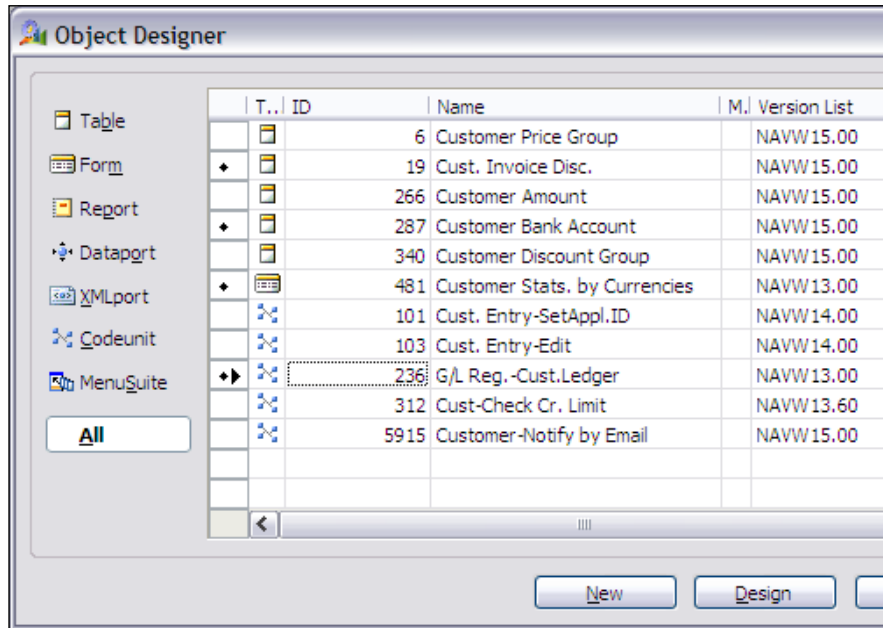 Object Designer
Table
Form
Report
Dataport
XMLport
Codeunit
MenuSuite
All
T.. ID Name M. Version List
6 Customer Price Group NAVW15.00
19 Cust. Invoice Disc. NAVW15.00
266 Customer Amount NAVW15.00
287 Customer Bank Account NAVW15.00
340 Customer Discount Group NAVW15.00
481 Customer Stats. by Currencies NAVW13.00
101 Cust. Entry-SetAppl.ID NAVW14.00
103 Cust. Entry-Edit NAVW14.00
236 G/L Reg.-Cust.Ledger NAVW13.00
312 Cust-Check Cr. Limit NAVW13.60
5915 Customer-Notify by Email NAVW15.00
New Design